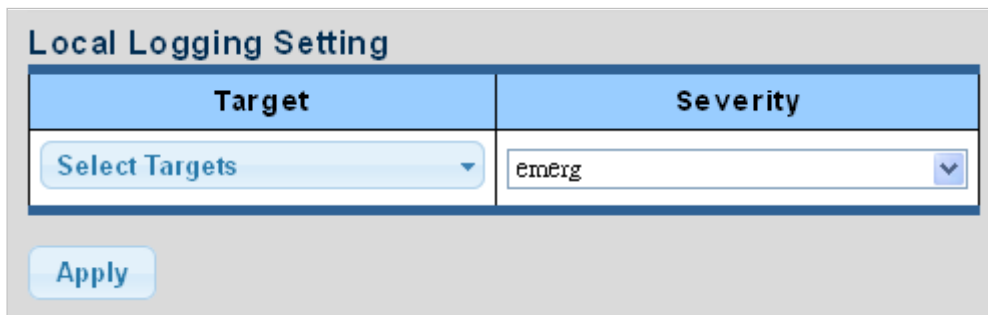 Local Logging Setting
Target Severity
Select Targets emerg
Apply